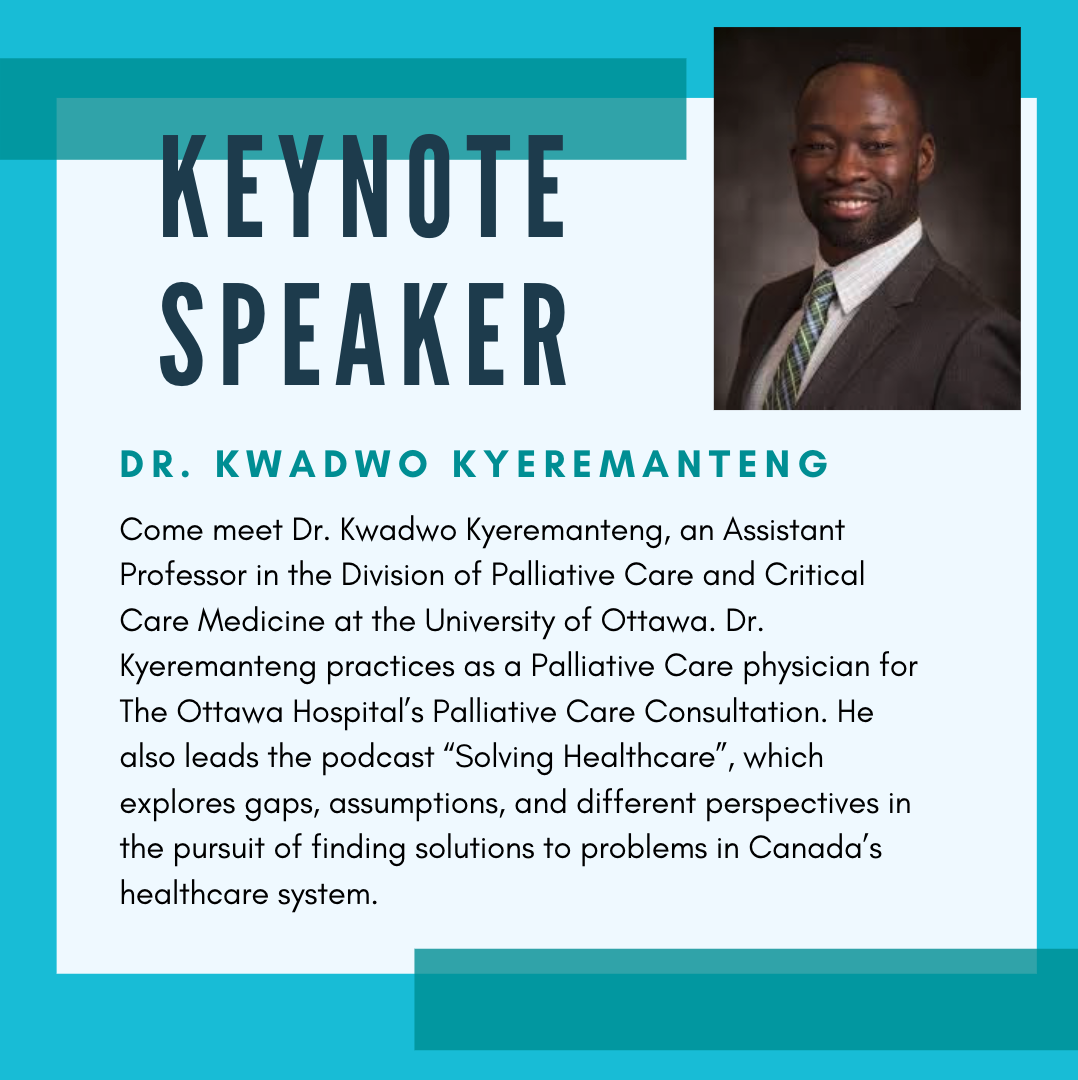 KEYNOTE
SPEAKER
DR. KWADWO KYEREMANTENG
Come meet Dr. Kwadwo Kyeremanteng, an Assistant
Professor in the Division of Palliative Care and Critical
Care Medicine at the University of Ottawa. Dr.
Kyeremanteng practices as a Palliative Care physician for
The Ottawa Hospital’s Palliative Care Consultation. He
also leads the podcast “Solving Healthcare”, which
explores gaps, assumptions, and different perspectives in
the pursuit of finding solutions to problems in Canada’s
healthcare system.